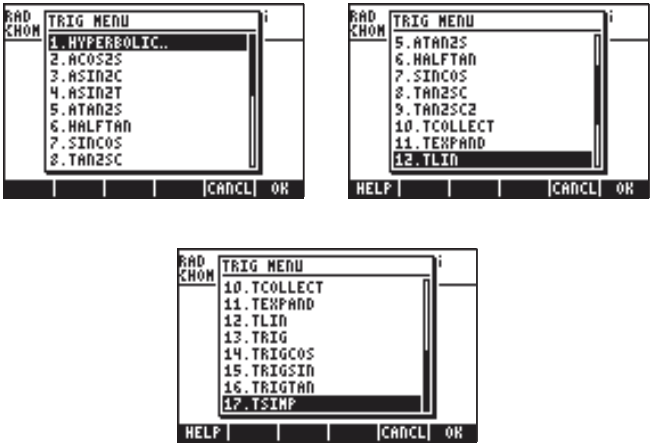 RAD
CHOM
TRIG MENU
i
1.HYPERBOLIC..
2.ACOS2S
3.ASIN2C
4.ASIN2T
5.ATAN2S
6.HALFTAN
7.SINCOS
8.TAN2SC
CANCL OK
RAD
CHOM
TRIG MENU
i
5.ATAN2S
6.HALFTAN
7.SINCOS
8.TAN2SC
9.TAN2SC2
10.TCOLLECT
11.TEXPAND
12.TLIN
HELP CANCL OK
RAD
CHOM
TRIG MENU
i
10.TCOLLECT
11.TEXPAND
12.TLIN
13.TRIG
14.TRIGCOS
15.TRIGSIN
16.TRIGTAN
17.TSIMP
HELP CANCL OK